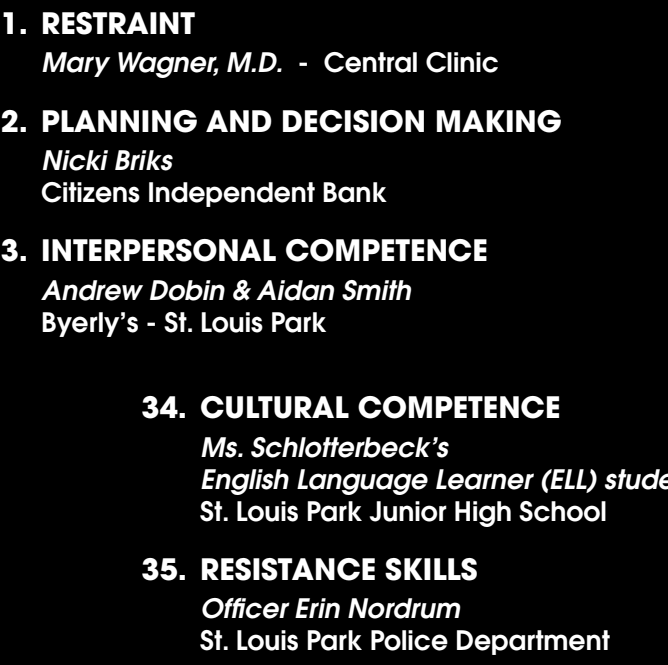 1. RESTRAINT
Mary Wagner, M.D. - Central Clinic
2. PLANNING AND DECISION MAKING
Nicki Briks
Citizens Independent Bank
3. INTERPERSONAL COMPETENCE
Andrew Dobin & Aidan Smith
Byerly's - St. Louis Park
34. CULTURAL COMPETENCE
Ms. Schlotterbeck's
English Language Learner (ELL)
St. Louis Park Junior High School
35. RESISTANCE SKILLS
Officer Erin Nordrum
St. Louis Park Police Department